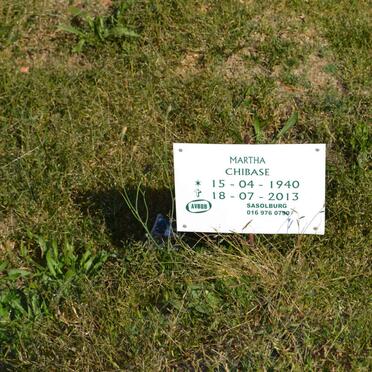 MARTHA
CHIBASE
15 - 04 - 1940
18 - 07 - 2013
AVBOB
SASOLBURG
016 976 0790